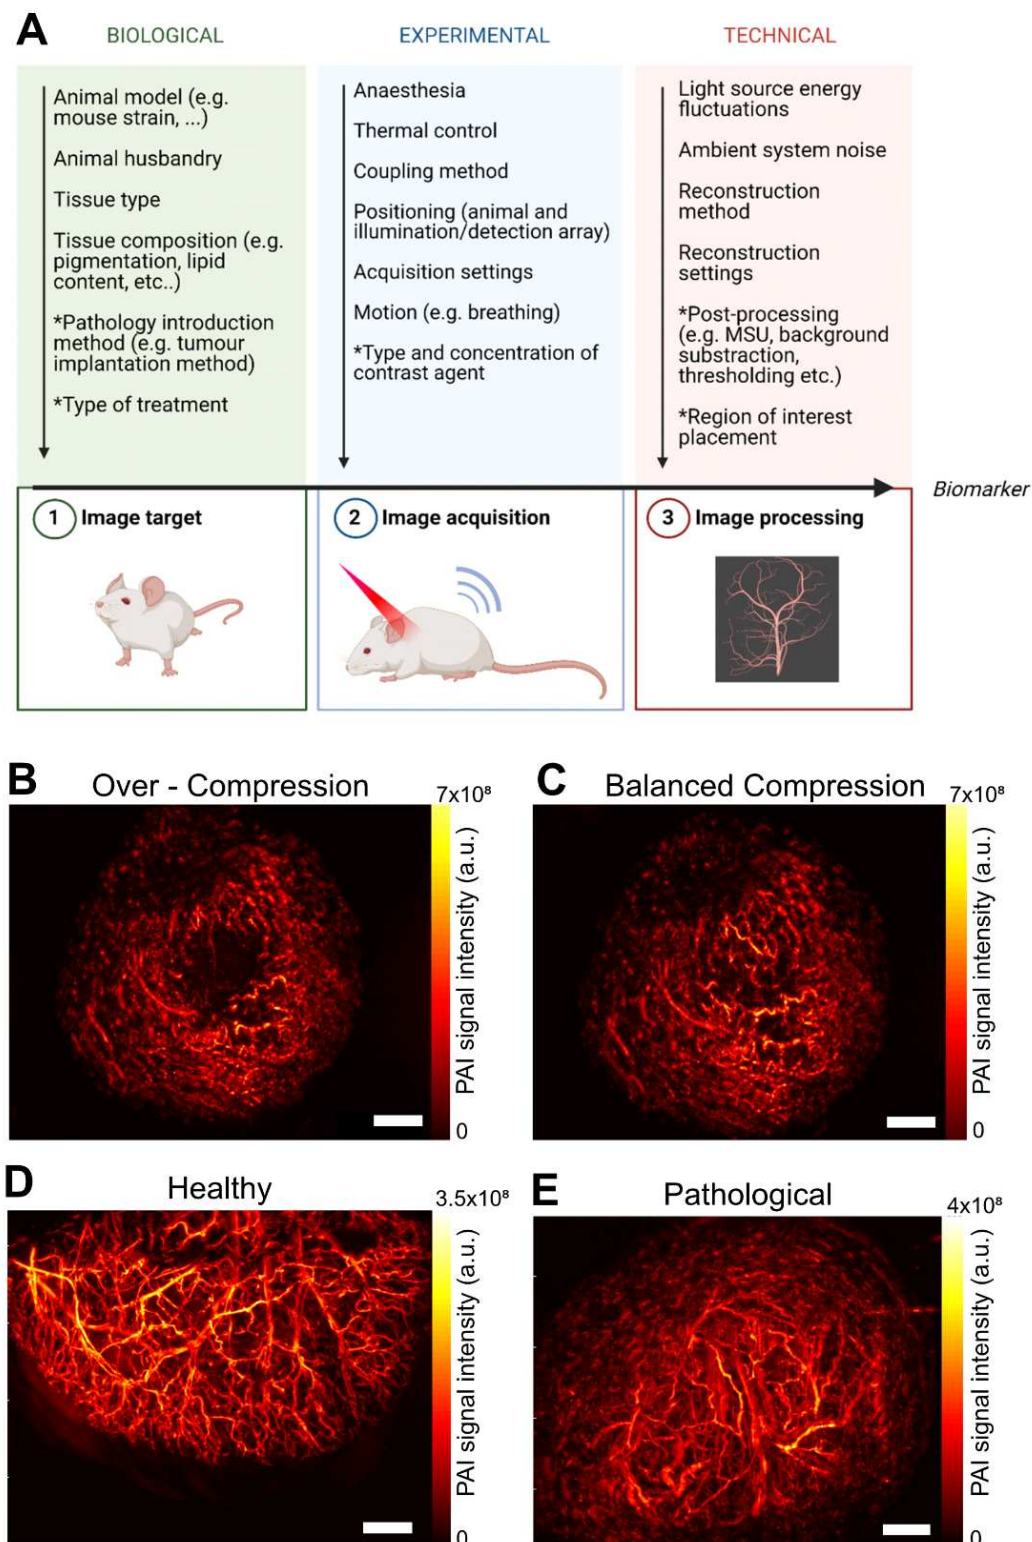 A
BIOLOGICAL
EXPERIMENTAL
TECHNICAL
Animal model (e.g.
mouse strain, ...)
Animal husbandry
Tissue type
Tissue composition (e.g.
pigmentation, lipid
content, etc..)
*Pathology introduction
method (e.g. tumour
implantation method)
*Type of treatment
Anaesthesia
Thermal control
Coupling method
Positioning (animal and
illumination/detection array)
Acquisition settings
Motion (e.g. breathing)
*Type and concentration of
contrast agent
Light source energy
fluctuations
Ambient system noise
Reconstruction
method
Reconstruction
settings
*Post-processing
(e.g. MSU, background
substraction,
thresholding etc.)
*Region of interest
placement
Biomarker
1 Image target
2 Image acquisition
3 Image processing
B
Over - Compression
7x10⁸
PAI signal intensity (a.u.)
0
C
Balanced Compression
7x10⁸
PAI signal intensity (a.u.)
0
D
Healthy
3.5x10⁸
PAI signal intensity (a.u.)
0
E
Pathological
4x10⁸
PAI signal intensity (a.u.)
0